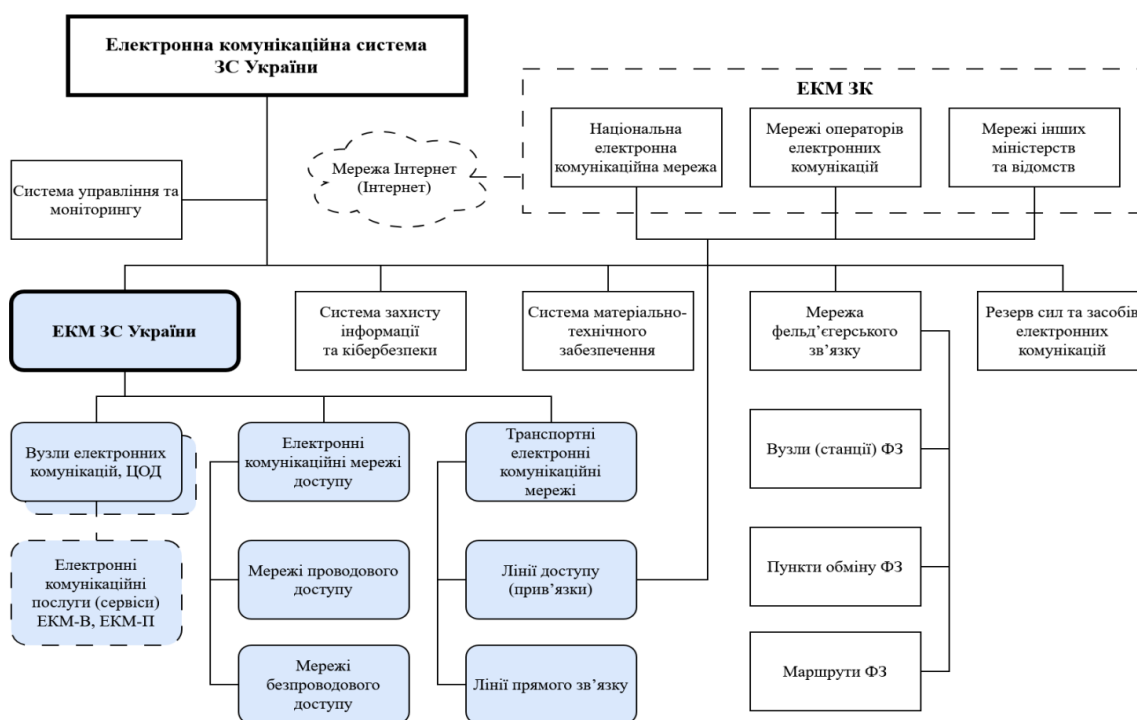 Електронна комунікаційна система
ЗС України
ЕКМ ЗК
Національна
електронна
комунікаційна мережа
Мережі операторів
електронних
комунікацій
Мережі інших
міністерств
та відомств
Мережа Інтернет
(Інтернет)
Система управління та
моніторингу
ЕКМ ЗС України
Система захисту
інформації
та кібербезпеки
Система матеріально-
технічного
забезпечення
Мережа
фельд’єгерського
зв’язку
Резерв сил та засобів
електронних
комунікацій
Вузли електронних
комунікацій, ЦОД
Електронні
комунікаційні мережі
доступу
Транспортні
електронні
комунікаційні
мережі
Вузли (станції) ФЗ
Електронні
комунікаційні
послуги (сервіси)
ЕКМ-В, ЕКМ-П
Мережі проводового
доступу
Лінії доступу
(прив’язки)
Пункти обміну ФЗ
Мережі
безпроводового
доступу
Лінії прямого зв’язку
Маршрути ФЗ